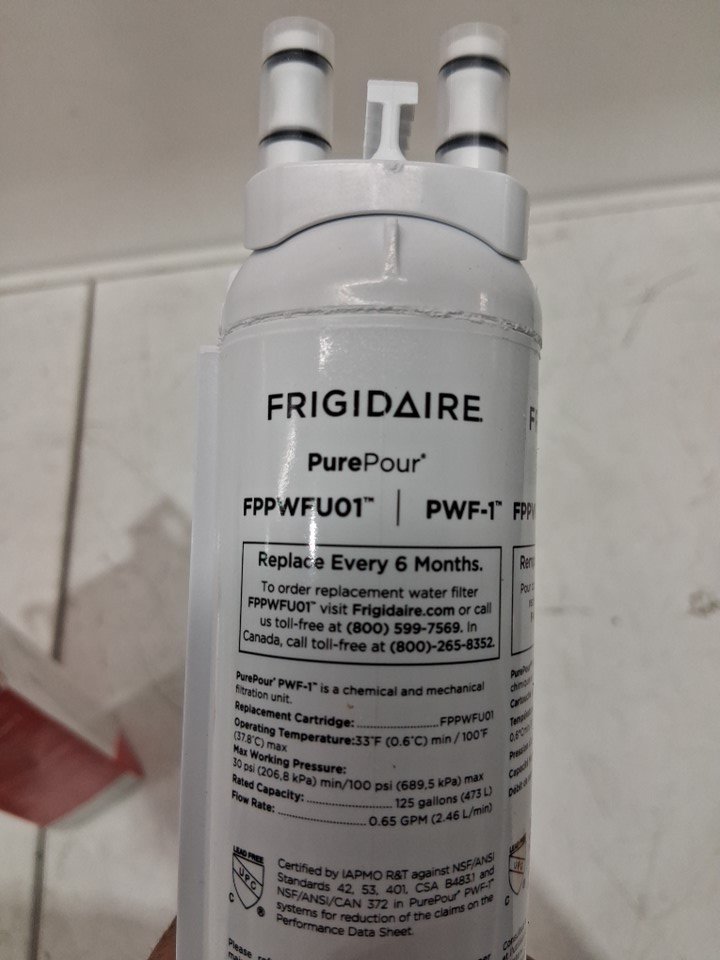 FRIGIDAIRE
PurePour®
FPPWFU01™ | PWF-1™
Replace Every 6 Months.
To order replacement water filter
FPPWFU01™ visit Frigidaire.com or call
us toll-free at (800) 599-7569. In
Canada, call toll-free at (800)-265-8352.
PurePour® PWF-1™ is a chemical and mechanical
filtration unit.
Replacement Cartridge: FPPWFU01
Operating Temperature:33°F (0.6°C) min / 100°F
(37.8°C) max
Max Working Pressure:
30 psi (206,8 kPa) min/100 psi (689,5 kPa) max
Rated Capacity: 125 gallons (473 L)
Flow Rate: 0.65 GPM (2.46 L/min)
LEAD FREE
UPC
C ®
Certified by IAPMO R&T against NSF/ANSI
Standards 42, 53, 401, CSA B483.1 and
NSF/ANSI/CAN 372 in PurePour® PWF-1™
systems for reduction of the claims on the
Performance Data Sheet.
Please